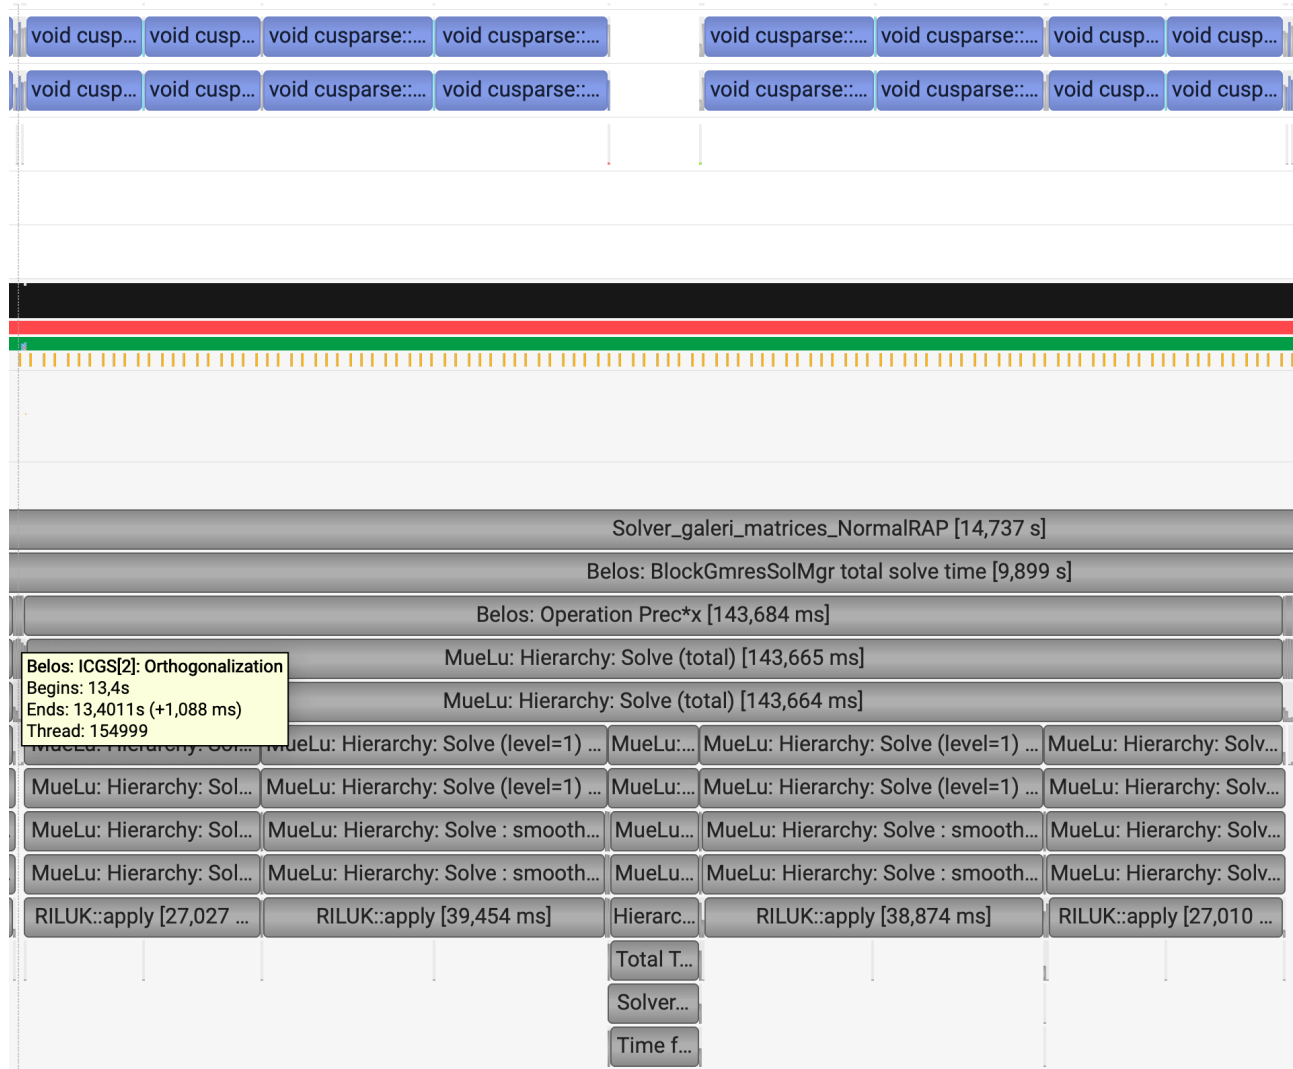 void cusp... void cusp... void cusparse::... void cusparse::... void cusparse::... void cusparse::... void cusp... void cusp...
void cusp... void cusp... void cusparse::... void cusparse::... void cusparse::... void cusparse::... void cusp... void cusp...
Solver_galeri_matrices_NormalRAP [14,737 s]
Belos: BlockGmresSolMgr total solve time [9,899 s]
Belos: Operation Prec*x [143,684 ms]
MueLu: Hierarchy: Solve (total) [143,665 ms]
MueLu: Hierarchy: Solve (total) [143,664 ms]
Belos: ICGS[2]: Orthogonalization
Begins: 13,4s
Ends: 13,4011s (+1,088 ms)
Thread: 154999
MueLu: Hierarchy: Solve (level=1) ... MueLu:... MueLu: Hierarchy: Solve (level=1) ... MueLu: Hierarchy: Solv...
MueLu: Hierarchy: Sol... MueLu: Hierarchy: Solve (level=1) ... MueLu:... MueLu: Hierarchy: Solve (level=1) ... MueLu: Hierarchy: Solv...
MueLu: Hierarchy: Sol... MueLu: Hierarchy: Solve : smooth... MueLu... MueLu: Hierarchy: Solve : smooth... MueLu: Hierarchy: Solv...
MueLu: Hierarchy: Sol... MueLu: Hierarchy: Solve : smooth... MueLu... MueLu: Hierarchy: Solve : smooth... MueLu: Hierarchy: Solv...
RILUK::apply [27,027 ... RILUK::apply [39,454 ms] Hierarc... RILUK::apply [38,874 ms] RILUK::apply [27,010 ...
Total T...
Solver...
Time f...